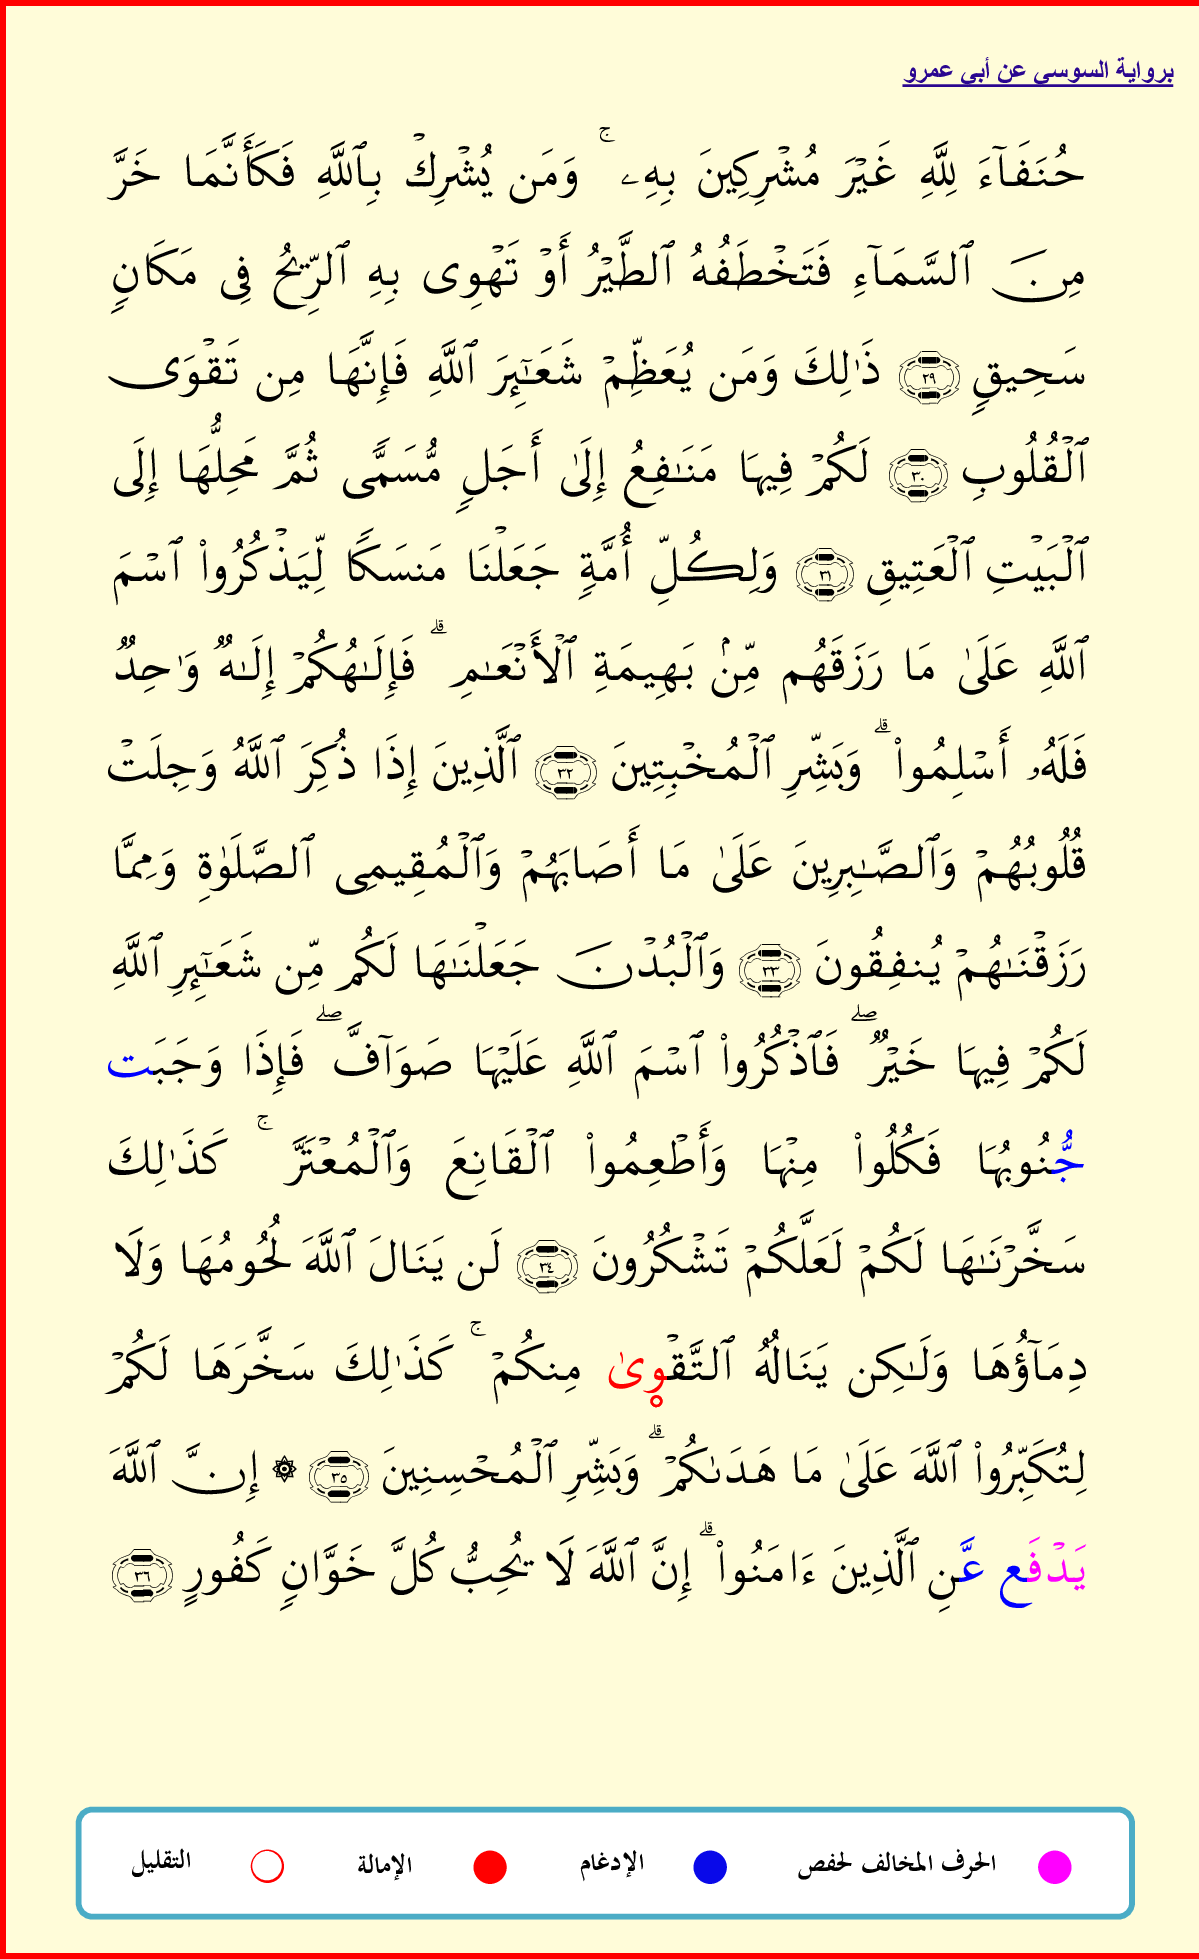 برواية السوسى عن أبى عمرو
حُنَفَآءَ لِلَّهِ غَيْرَ مُشْرِكِينَ بِهِۦ ۚ وَمَن يُشْرِكْ بِٱللَّهِ فَكَأَنَّمَا خَرَّ
مِنَ ٱلسَّمَآءِ فَتَخْطَفُهُ ٱلطَّيْرُ أَوْ تَهْوِى بِهِ ٱلرِّيحُ فِى مَكَانٍ
سَحِيقٍ ٢٩ ذَٰلِكَ وَمَن يُعَظِّمْ شَعَـٰٓئِرَ ٱللَّهِ فَإِنَّهَا مِن تَقْوَى
ٱلْقُلُوبِ ٣٠ لَكُمْ فِيهَا مَنَـٰفِعُ إِلَىٰ أَجَلٍ مُّسَمًّى ثُمَّ مَحِلُّهَا إِلَى
ٱلْبَيْتِ ٱلْعَتِيقِ ٣١ وَلِكُلِّ أُمَّةٍ جَعَلْنَا مَنسَكًا لِّيَذْكُرُوا۟ ٱسْمَ
ٱللَّهِ عَلَىٰ مَا رَزَقَهُم مِّنۢ بَهِيمَةِ ٱلْأَنْعَـٰمِ ۗ فَإِلَـٰهُكُمْ إِلَـٰهٌ وَٰحِدٌ
فَلَهُۥ أَسْلِمُوا۟ ۗ وَبَشِّرِ ٱلْمُخْبِتِينَ ٣٢ ٱلَّذِينَ إِذَا ذُكِرَ ٱللَّهُ وَجِلَتْ
قُلُوبُهُمْ وَٱلصَّـٰبِرِينَ عَلَىٰ مَا أَصَابَهُمْ وَٱلْمُقِيمِى ٱلصَّلَوٰةِ وَمِمَّا
رَزَقْنَـٰهُمْ يُنفِقُونَ ٣٣ وَٱلْبُدْنَ جَعَلْنَـٰهَا لَكُم مِّن شَعَـٰٓئِرِ ٱللَّهِ
لَكُمْ فِيهَا خَيْرٌ ۖ فَٱذْكُرُوا۟ ٱسْمَ ٱللَّهِ عَلَيْهَا صَوَآفَّ ۖ فَإِذَا وَجَبَت
جُّنُوبُهَا فَكُلُوا۟ مِنْهَا وَأَطْعِمُوا۟ ٱلْقَانِعَ وَٱلْمُعْتَرَّ ۚ كَذَٰلِكَ
سَخَّرْنَـٰهَا لَكُمْ لَعَلَّكُمْ تَشْكُرُونَ ٣٤ لَن يَنَالَ ٱللَّهَ لُحُومُهَا وَلَا
دِمَآؤُهَا وَلَـٰكِن يَنَالُهُ ٱلتَّقْوىٰ مِنكُمْ ۚ كَذَٰلِكَ سَخَّرَهَا لَكُمْ
لِتُكَبِّرُوا۟ ٱللَّهَ عَلَىٰ مَا هَدَىٰكُمْ ۗ وَبَشِّرِ ٱلْمُحْسِنِينَ ٣٥ ۞ إِنَّ ٱللَّهَ
يَدْفَع عَّنِ ٱلَّذِينَ ءَامَنُوا۟ ۗ إِنَّ ٱللَّهَ لَا يُحِبُّ كُلَّ خَوَّانٍ كَفُورٍ ٣٦
الحرف المخالف لحفص الإدغام الإمالة التقليل